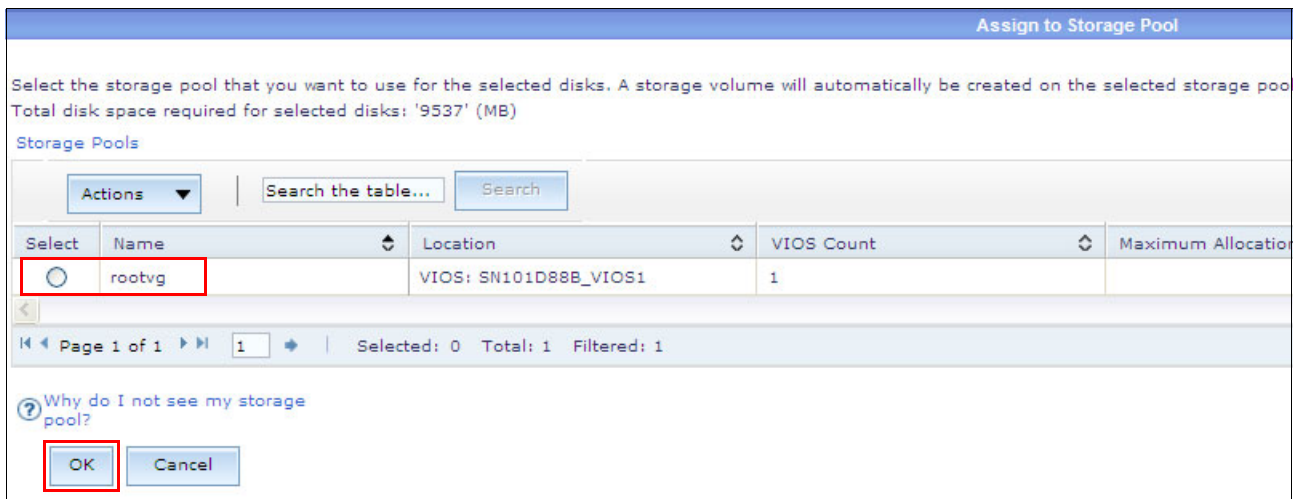 Assign to Storage Pool
Select the storage pool that you want to use for the selected disks. A storage volume will automatically be created on the selected storage pool
Total disk space required for selected disks: '9537' (MB)
Storage Pools
Actions Search the table... Search
Select Name Location VIOS Count Maximum Allocation
rootvg VIOS: SN101D88B_VIOS1 1
Page 1 of 1 1 Selected: 0 Total: 1 Filtered: 1
? Why do I not see my storage
pool?
OK Cancel